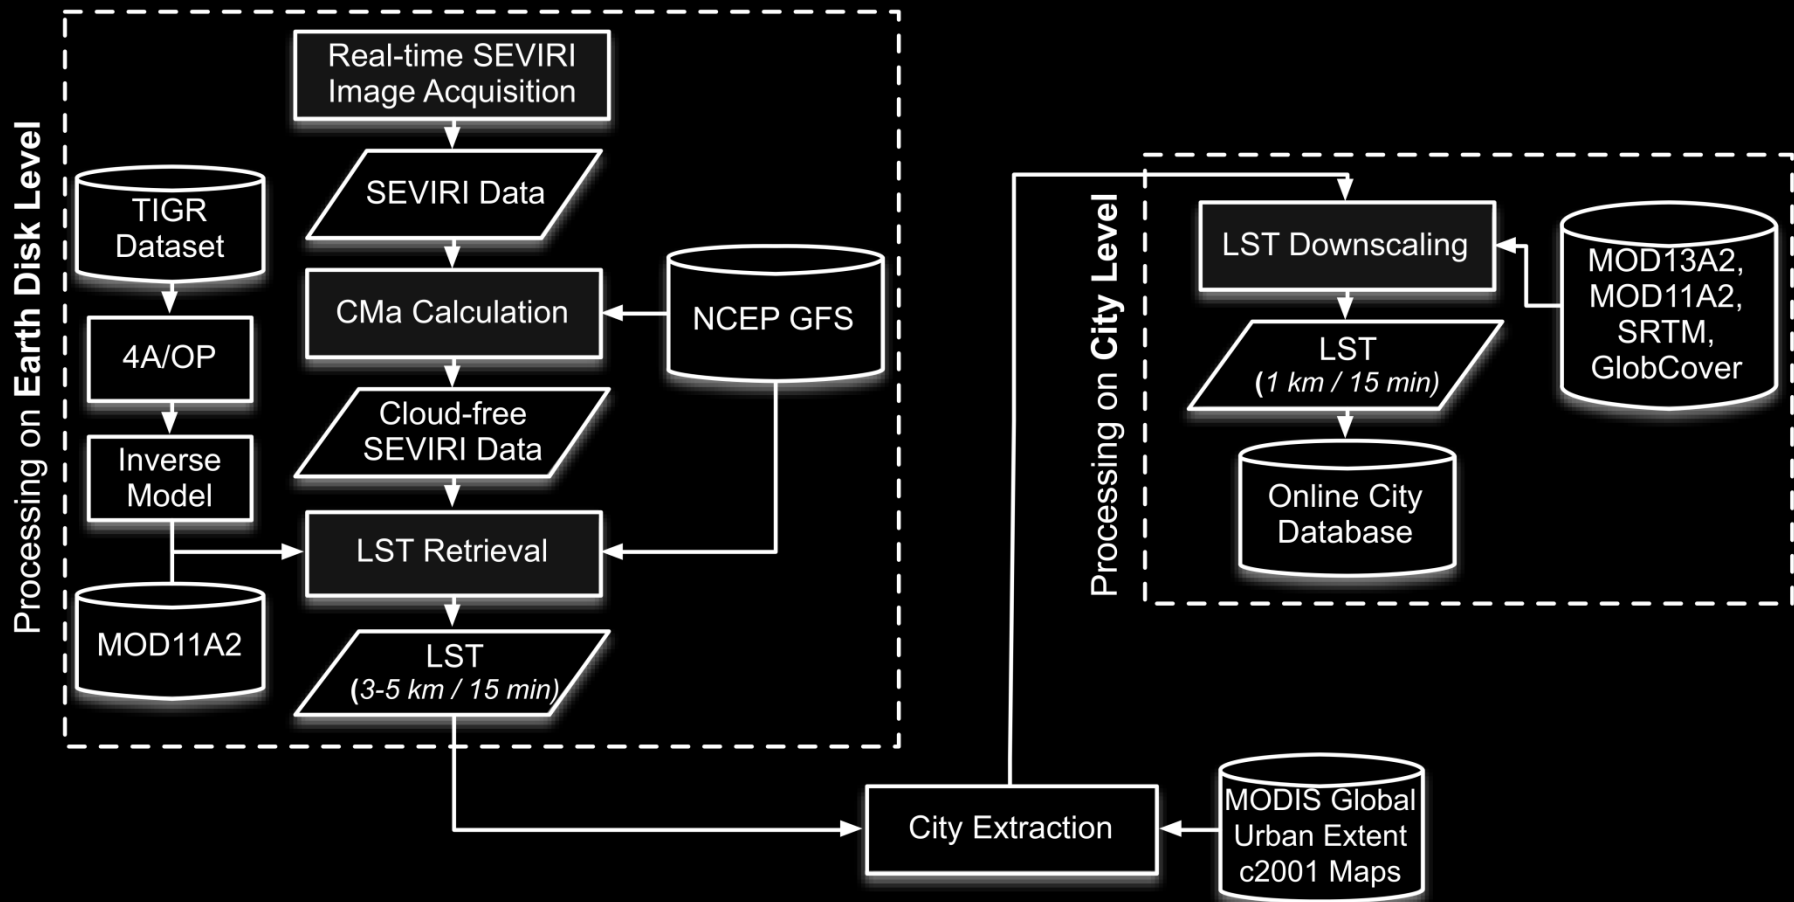 Processing on Earth Disk Level
Real-time SEVIRI
Image Acquisition
SEVIRI Data
TIGR
Dataset
CMa Calculation
NCEP GFS
4A/OP
Cloud-free
SEVIRI Data
Inverse
Model
LST Retrieval
MOD11A2
LST
(3-5 km / 15 min)
City Extraction
MODIS Global
Urban Extent
c2001 Maps
Processing on City Level
LST Downscaling
MOD13A2,
MOD11A2,
SRTM,
GlobCover
LST
(1 km / 15 min)
Online City
Database